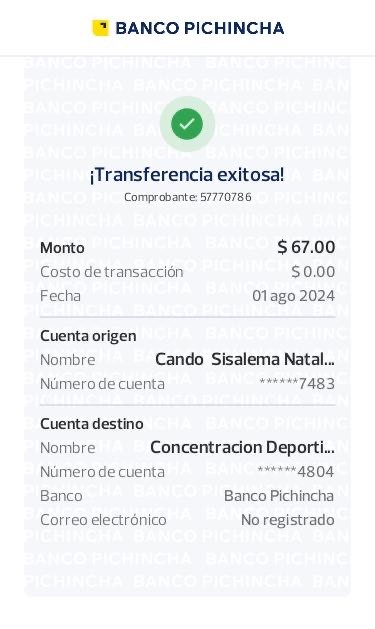 BANCO PICHINCHA
¡Transferencia exitosa!
Comprobante: 57770786
Monto $ 67.00
Costo de transacción $ 0.00
Fecha 01 ago 2024
Cuenta origen
Nombre Cando Sisalema Natal...
Número de cuenta ******7483
Cuenta destino
Nombre Concentracion Deporti...
Número de cuenta ******4804
Banco Banco Pichincha
Correo electrónico No registrado